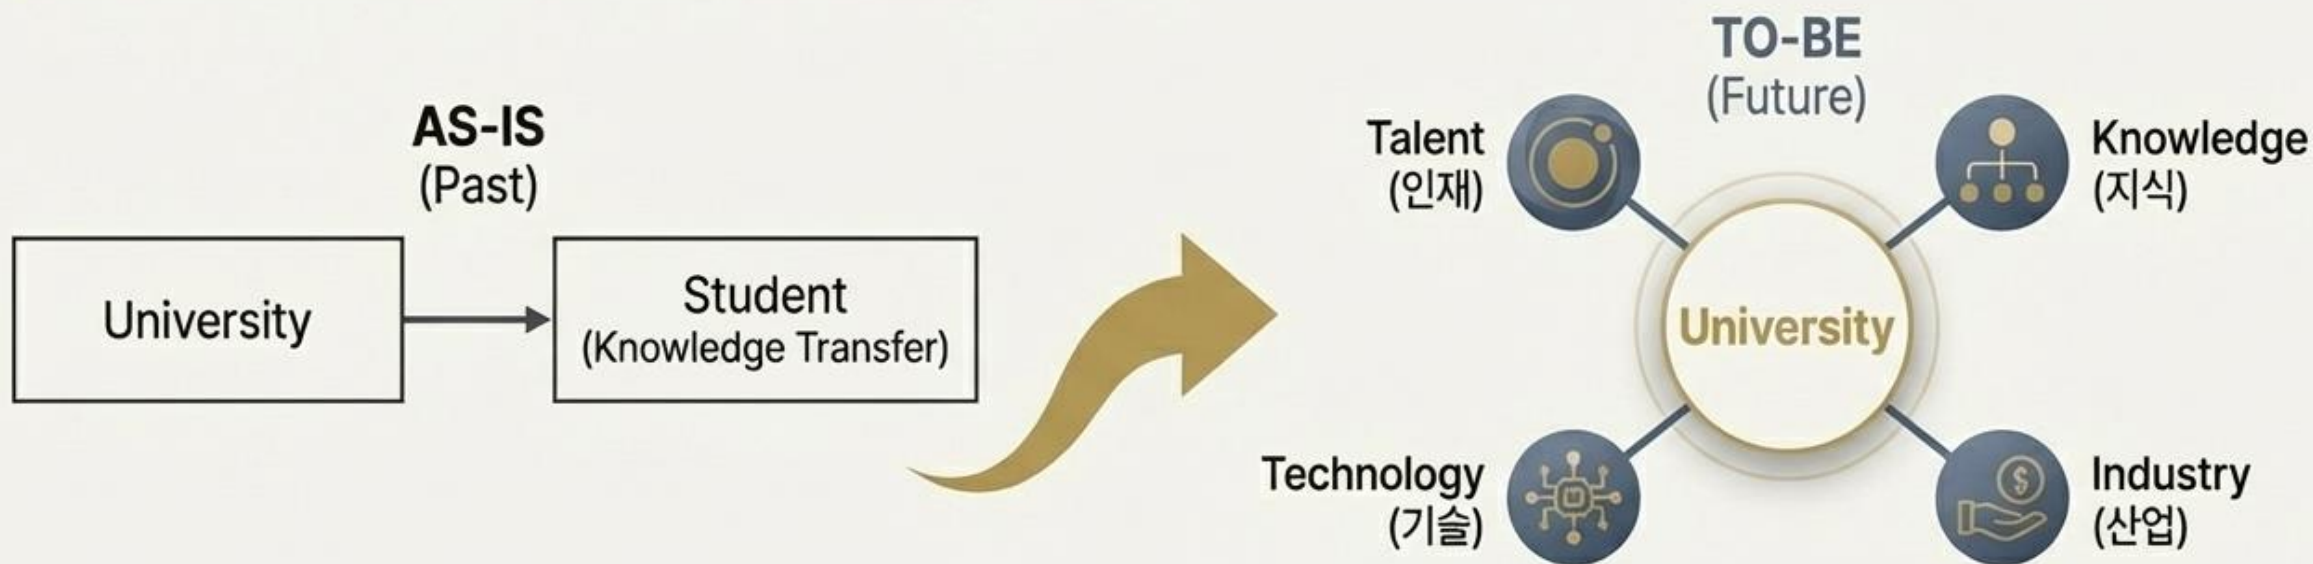 AS-IS
(Past)
University
Student
(Knowledge Transfer)
TO-BE
(Future)
Talent
(인재)
Knowledge
(지식)
University
Technology
(기술)
Industry
(산업)
$